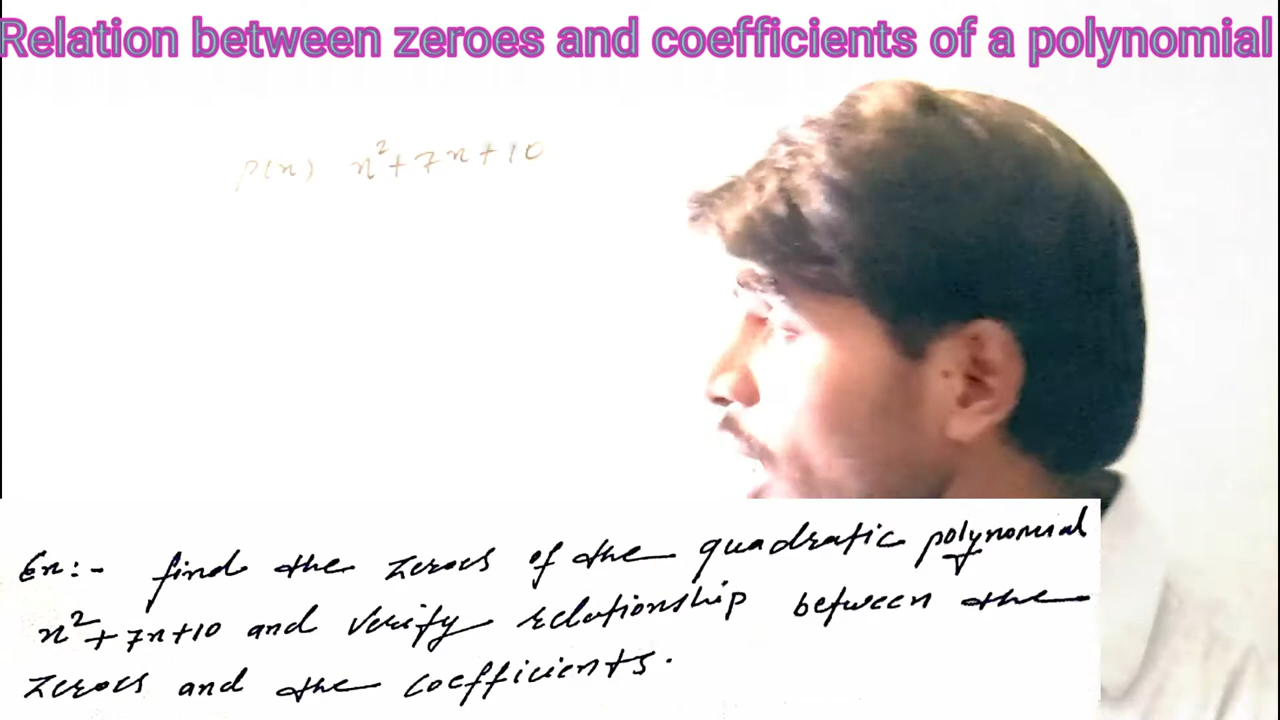 Relation between zeroes and coefficients of a polynomial
P(x) x²+7x+10
Ex:- find the zeroes of the quadratic polynomial
x²+7x+10 and verify relationship between the
zeroes and the coefficients.